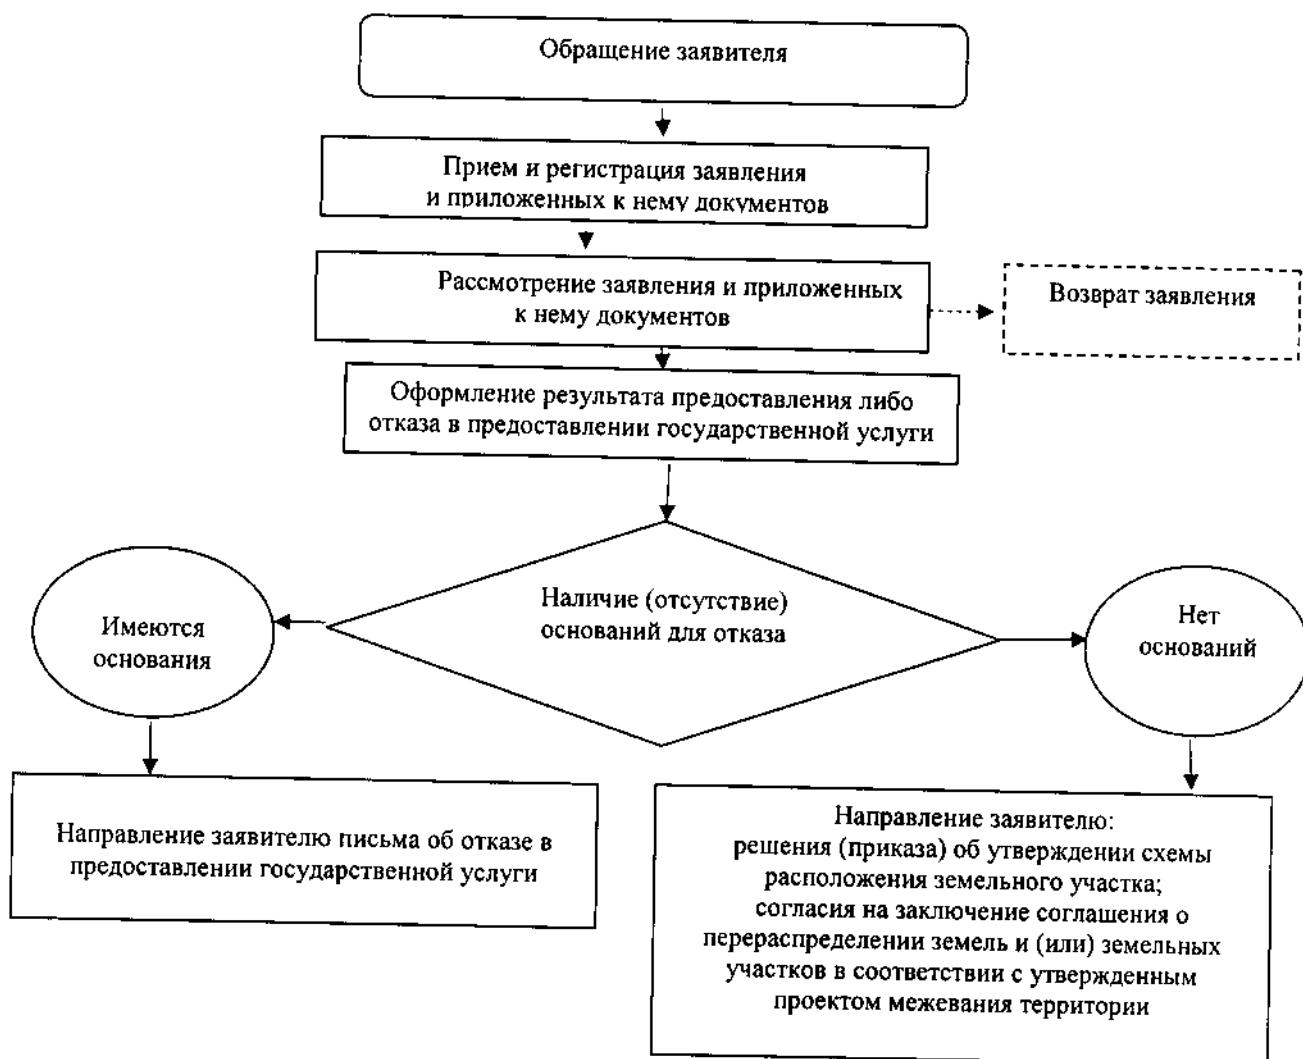 Обращение заявителя
Прием и регистрация заявления
и приложенных к нему документов
Рассмотрение заявления и приложенных
к нему документов
Возврат заявления
Оформление результата предоставления либо
отказа в предоставлении государственной услуги
Наличие (отсутствие)
оснований для отказа
Имеются
основания
Нет
оснований
Направление заявителю письма об отказе в
предоставлении государственной услуги
Направление заявителю:
решения (приказа) об утверждении схемы
расположения земельного участка;
согласия на заключение соглашения о
перераспределении земель и (или) земельных
участков в соответствии с утвержденным
проектом межевания территории